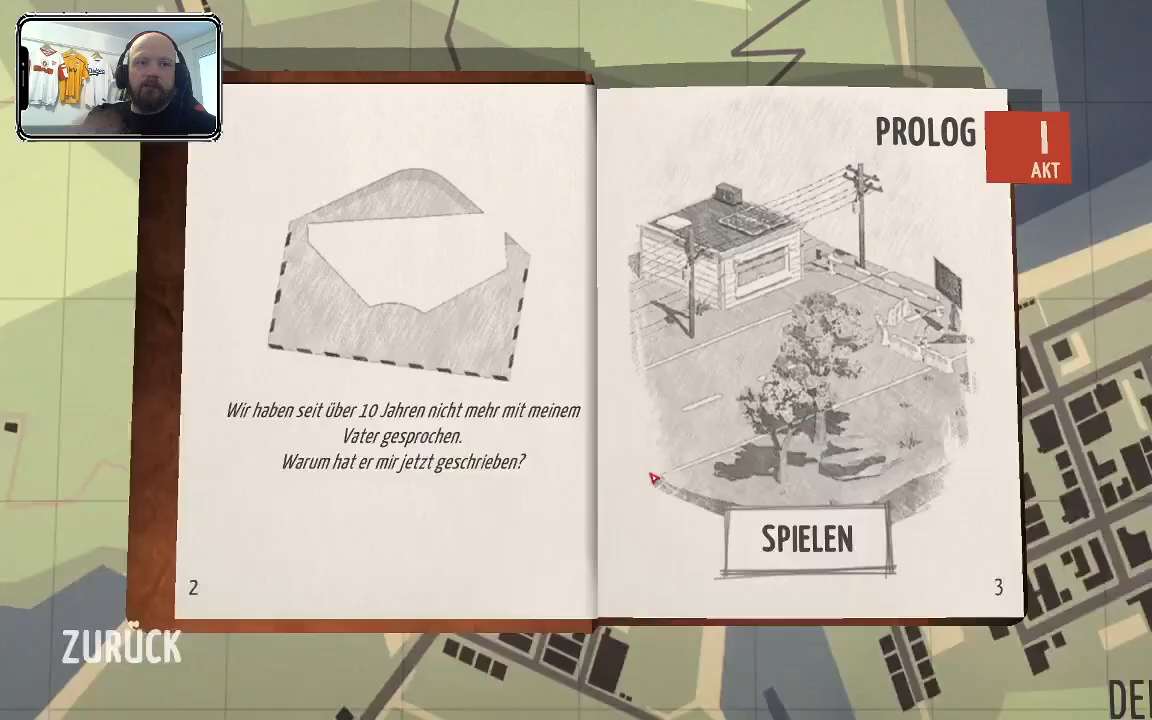 PROLOG
I
AKT
Wir haben seit über 10 Jahren nicht mehr mit meinem
Vater gesprochen.
Warum hat er mir jetzt geschrieben?
SPIELEN
2
3
ZURÜCK